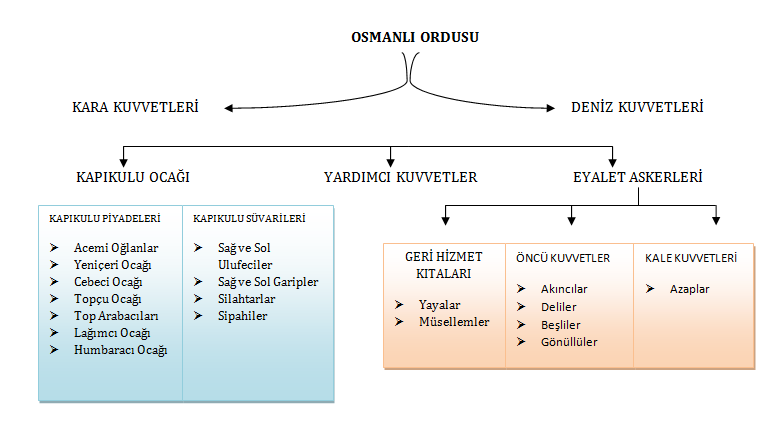 OSMANLI ORDUSU
KARA KUVVETLERİ
DENİZ KUVVETLERİ
KAPIKULU OCAĞI
YARDIMCI KUVVETLER
EYALET ASKERLERİ
KAPIKULU PİYADELERİ
Acemi Oğlanlar
Yeniçeri Ocağı
Cebeci Ocağı
Topçu Ocağı
Top Arabacıları
Lağımcı Ocağı
Humbaracı Ocağı
KAPIKULU SÜVARİLERİ
Sağ ve Sol
Ulufeciler
Sağ ve Sol Garipler
Silahtarlar
Sipahiler
GERİ HİZMET
KITALARI
Yayalar
Müsellemler
ÖNCÜ KUVVETLER
Akıncılar
Deliler
Beşliler
Gönüllüler
KALE KUVVETLERİ
Azaplar